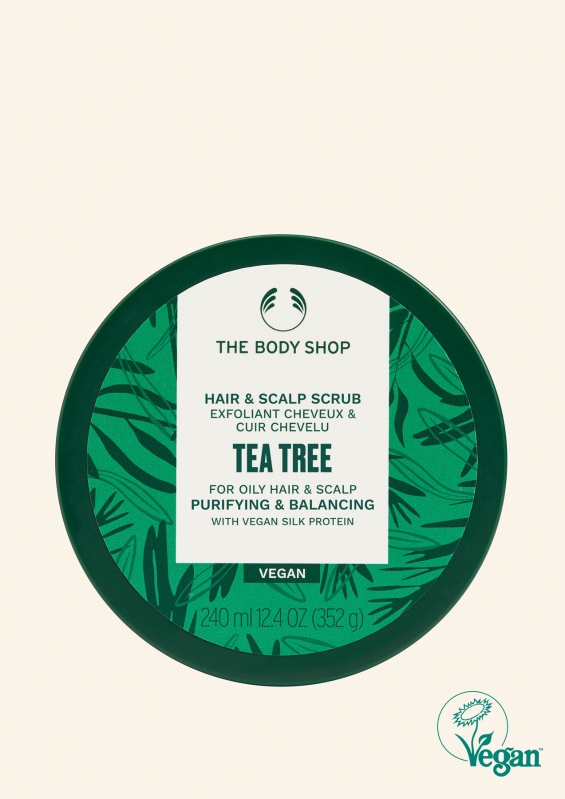 THE BODY SHOP
HAIR & SCALP SCRUB
EXFOLIANT CHEVEUX &
CUIR CHEVELU
TEA TREE
FOR OILY HAIR & SCALP
PURIFYING & BALANCING
WITH VEGAN SILK PROTEIN
VEGAN
240 ml 12.4 OZ (352 g)
Vegan™